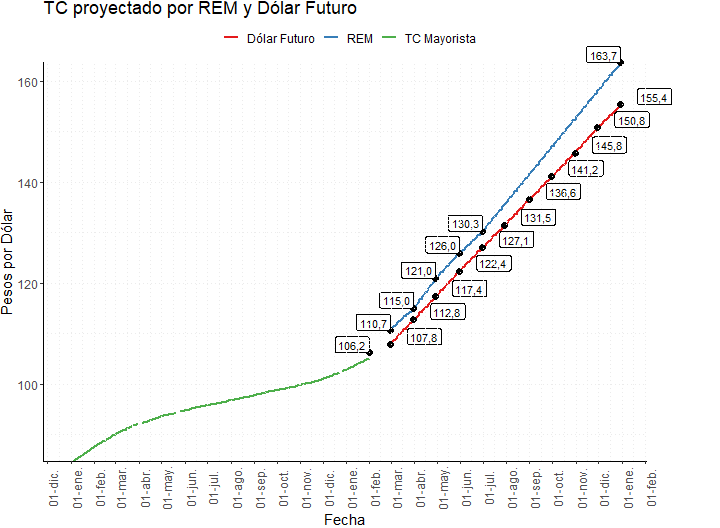 TC proyectado por REM y Dólar Futuro
Dólar Futuro REM TC Mayorista
Pesos por Dólar
160
140
120
100
163,7
155,4
150,8
145,8
141,2
136,6
131,5
130,3
127,1
126,0
122,4
121,0
117,4
115,0
112,8
110,7
107,8
106,2
01-dic.
01-ene.
01-feb.
01-mar.
01-abr.
01-may.
01-jun.
01-jul.
01-ago.
01-sep.
01-oct.
01-nov.
01-dic.
01-ene.
01-feb.
01-mar.
01-abr.
01-may.
01-jun.
01-jul.
01-ago.
01-sep.
01-oct.
01-nov.
01-dic.
01-ene.
01-feb.
Fecha